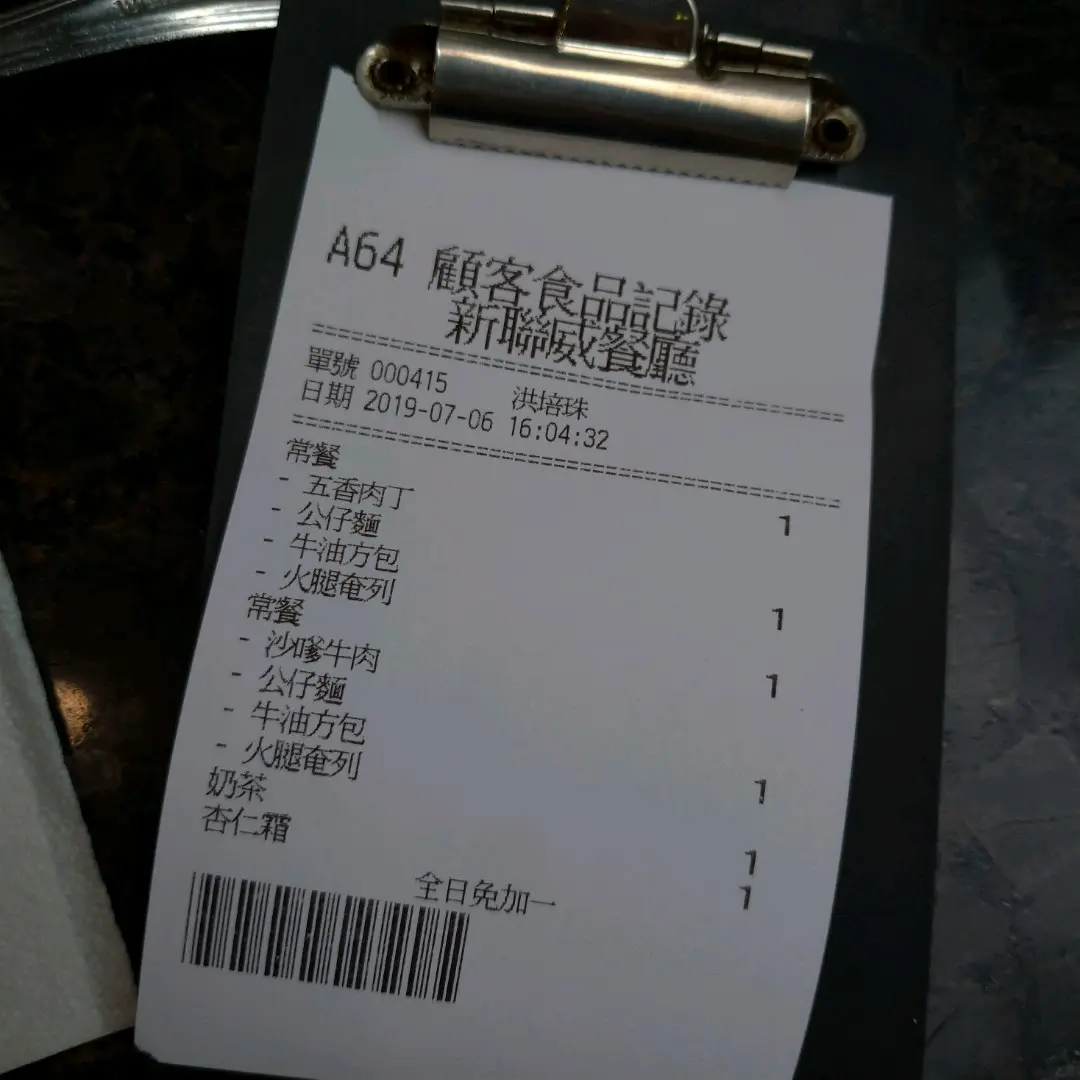 A64 顧客食品記錄
新聯威餐廳
單號 000415 洪培珠
日期 2019-07-06 16:04:32
常餐 1
- 五香肉丁
- 公仔麵
- 牛油方包 1
- 火腿奄列
常餐 1
- 沙嗲牛肉
- 公仔麵
- 牛油方包 1
- 火腿奄列
奶茶 1
杏仁霜 1
全日免加一